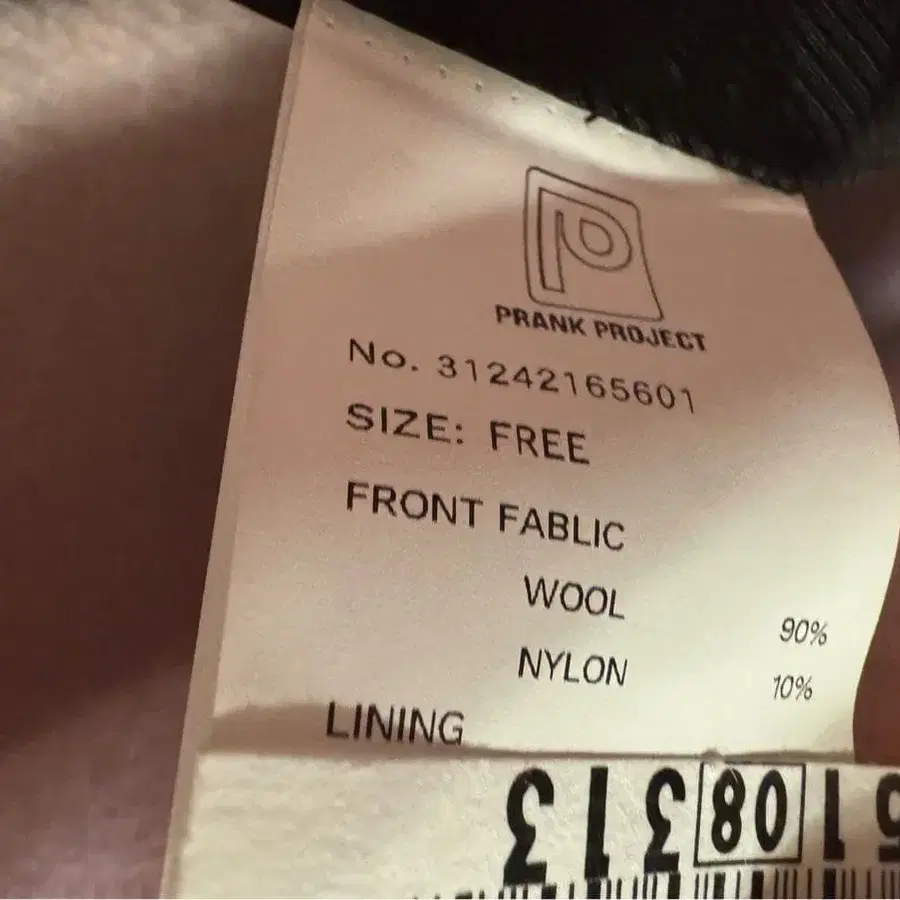 P
PRANK PROJECT
No. 31242165601
SIZE: FREE
FRONT FABLIC
WOOL 90%
NYLON 10%
LINING